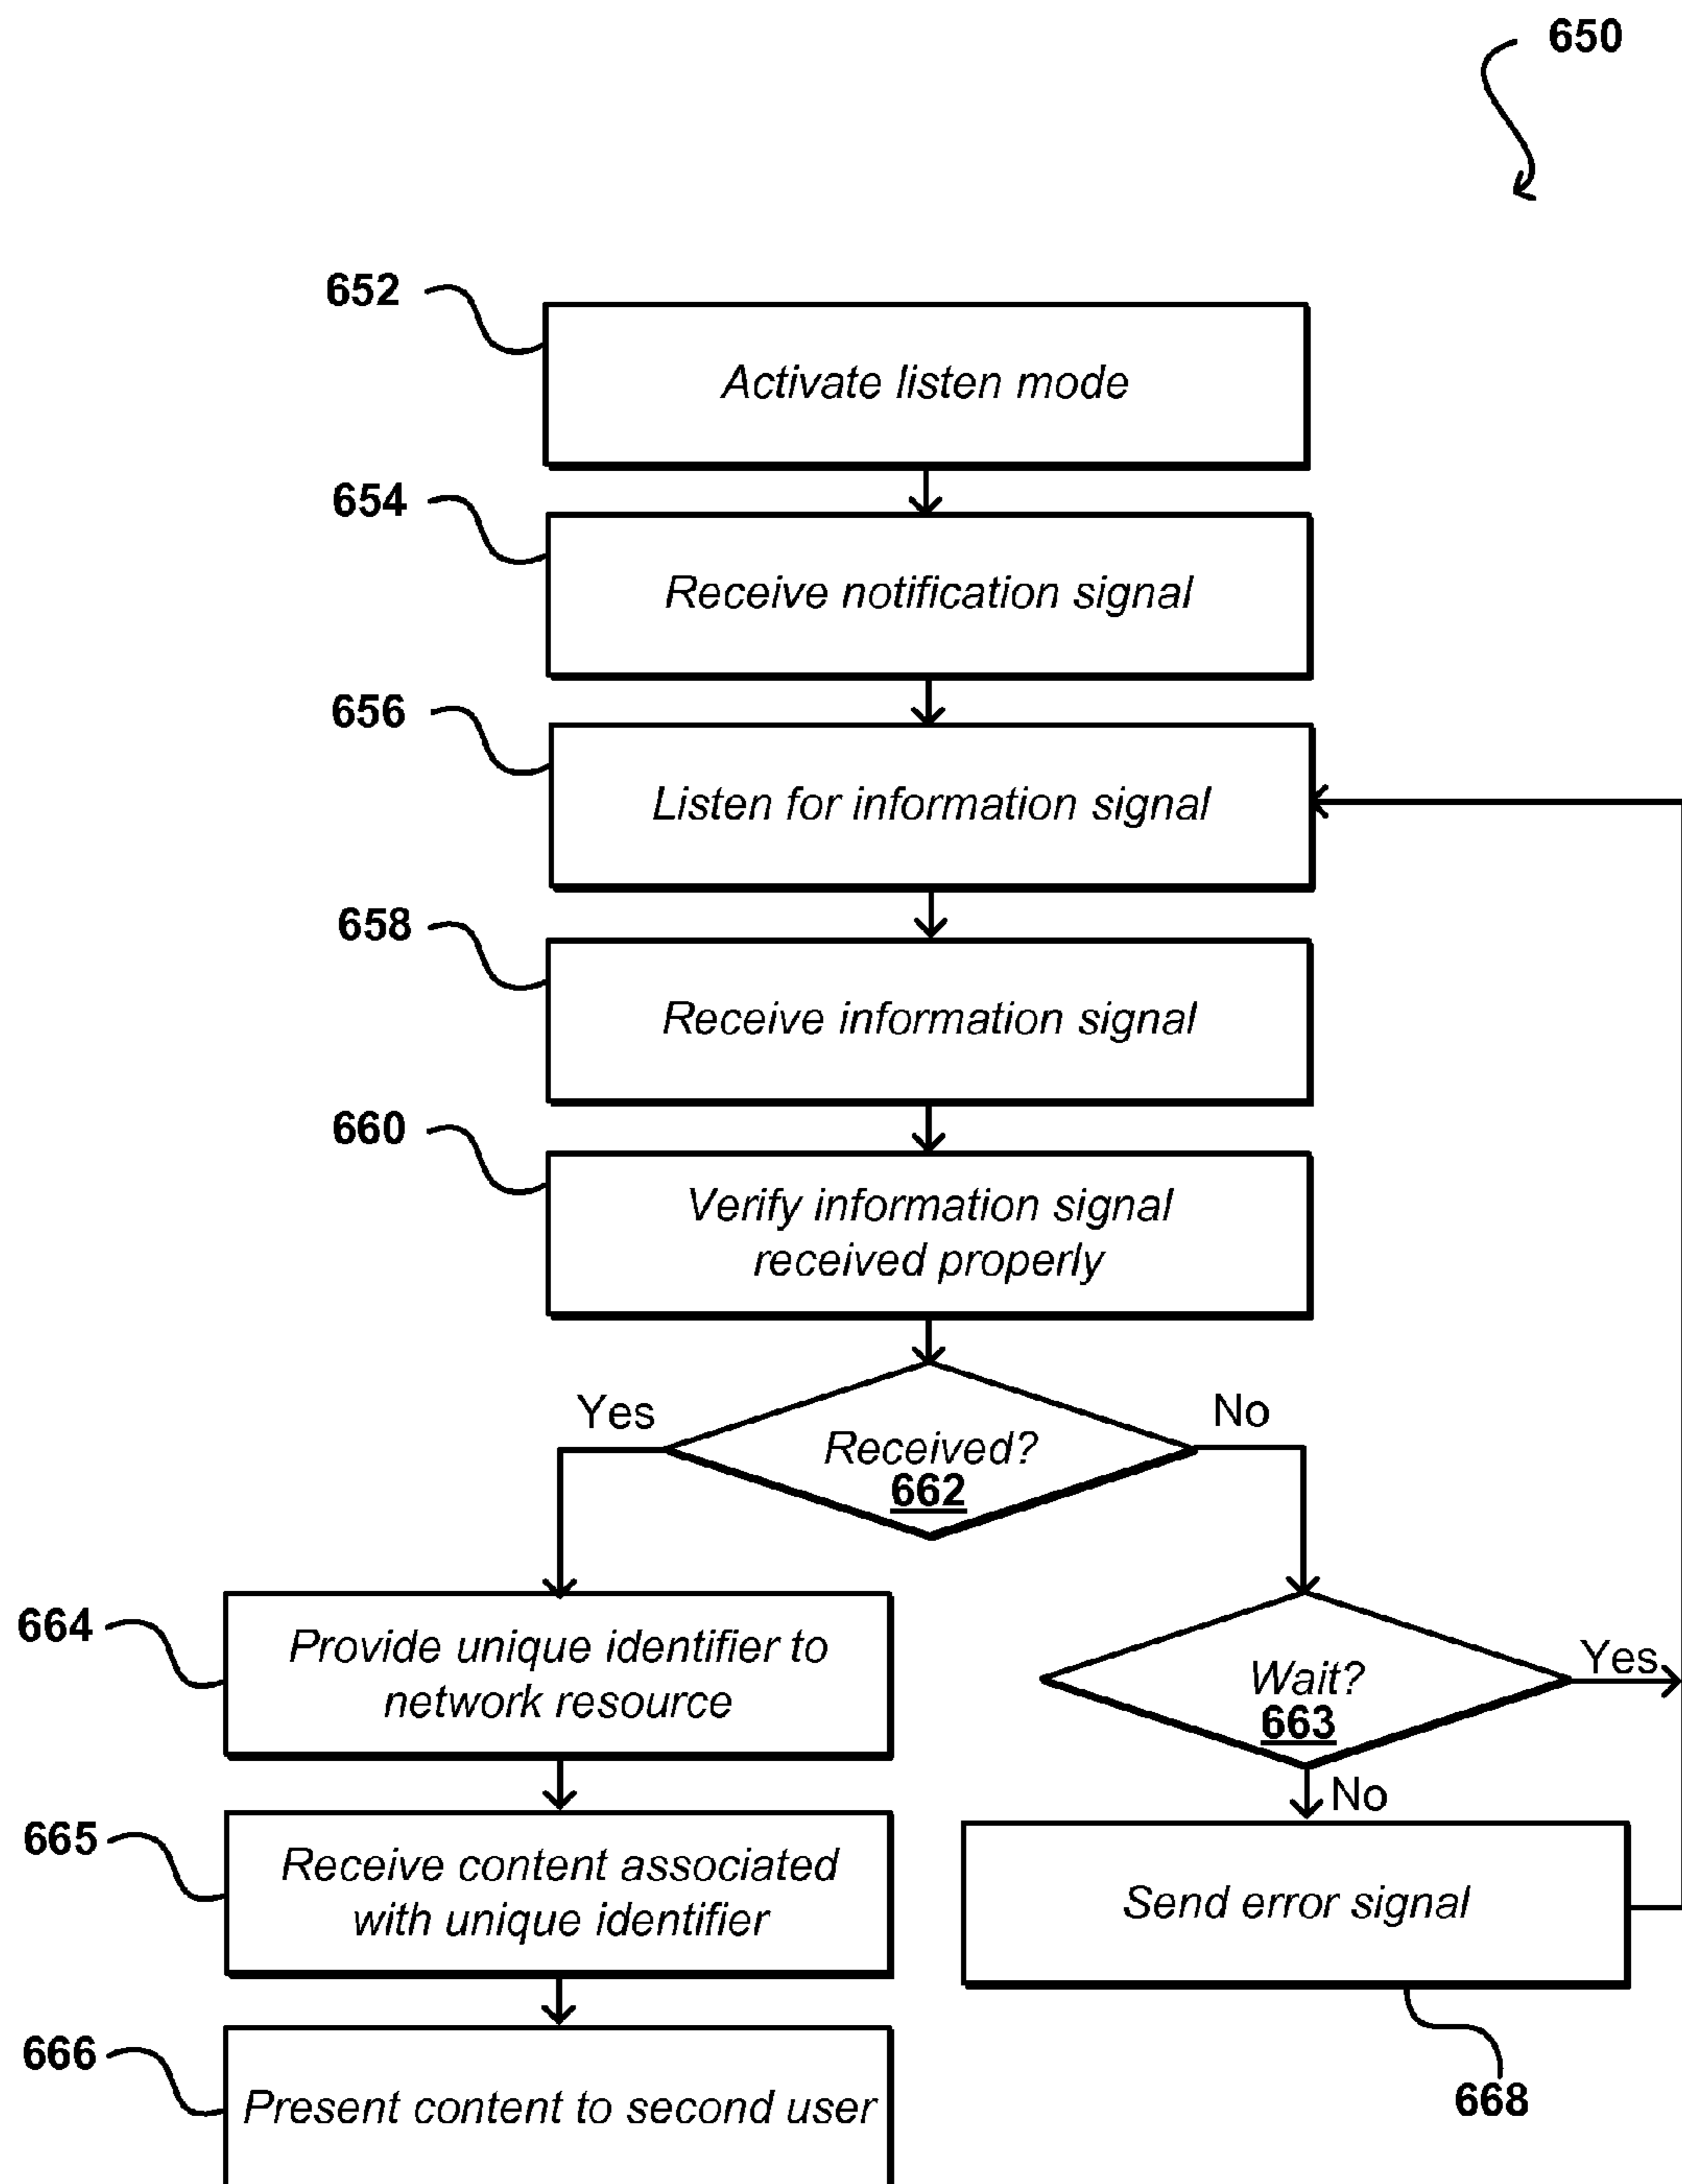 650
652
Activate listen mode
654
Receive notification signal
656
Listen for information signal
658
Receive information signal
660
Verify information signal
received properly
Yes
No
Received?
662
664
Provide unique identifier to
network resource
Wait?
663
Yes
No
665
Receive content associated
with unique identifier
Send error signal
666
Present content to second user
668